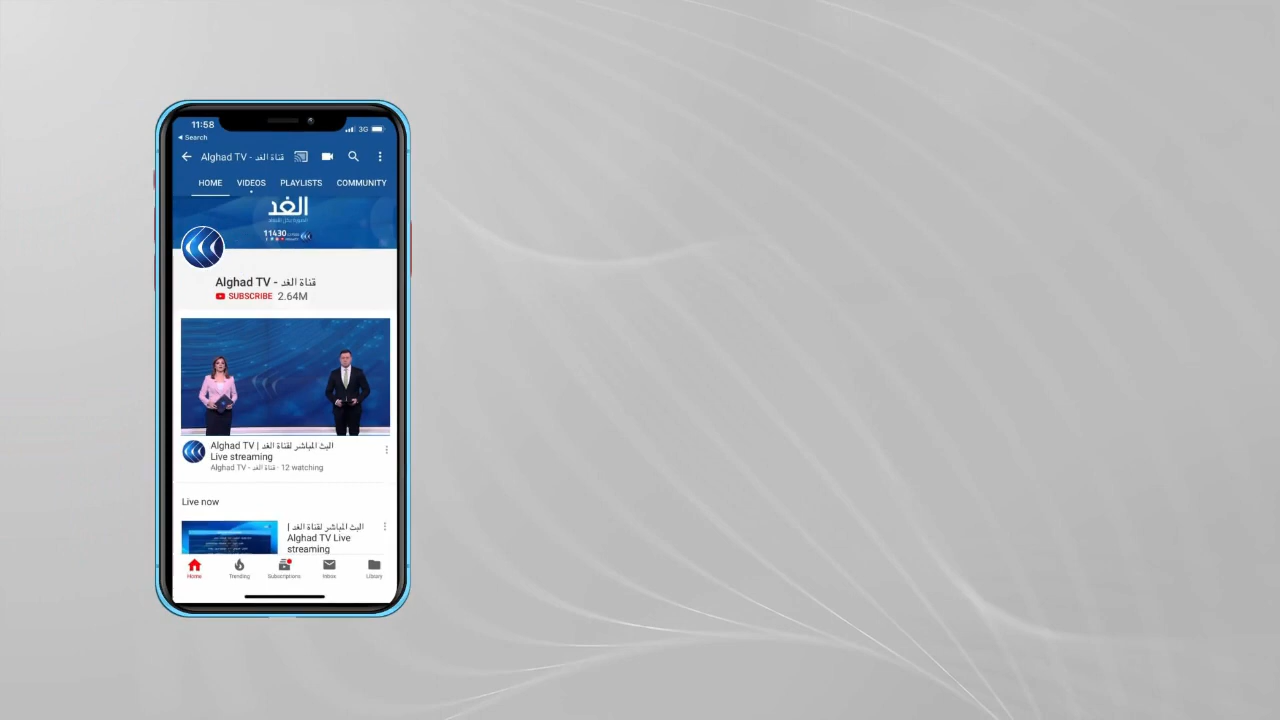 11:58
3G
Search
Alghad TV - قناة الغد
HOME VIDEOS PLAYLISTS COMMUNITY
الغد
11430
Alghad TV - قناة الغد
SUBSCRIBE 2.64M
البث المباشر لقناة الغد | Alghad TV
Live streaming
Alghad TV - قناة الغد · 12 watching
Live now
البث المباشر لقناة الغد |
Alghad TV Live
streaming
Home Trending Subscriptions Inbox Library